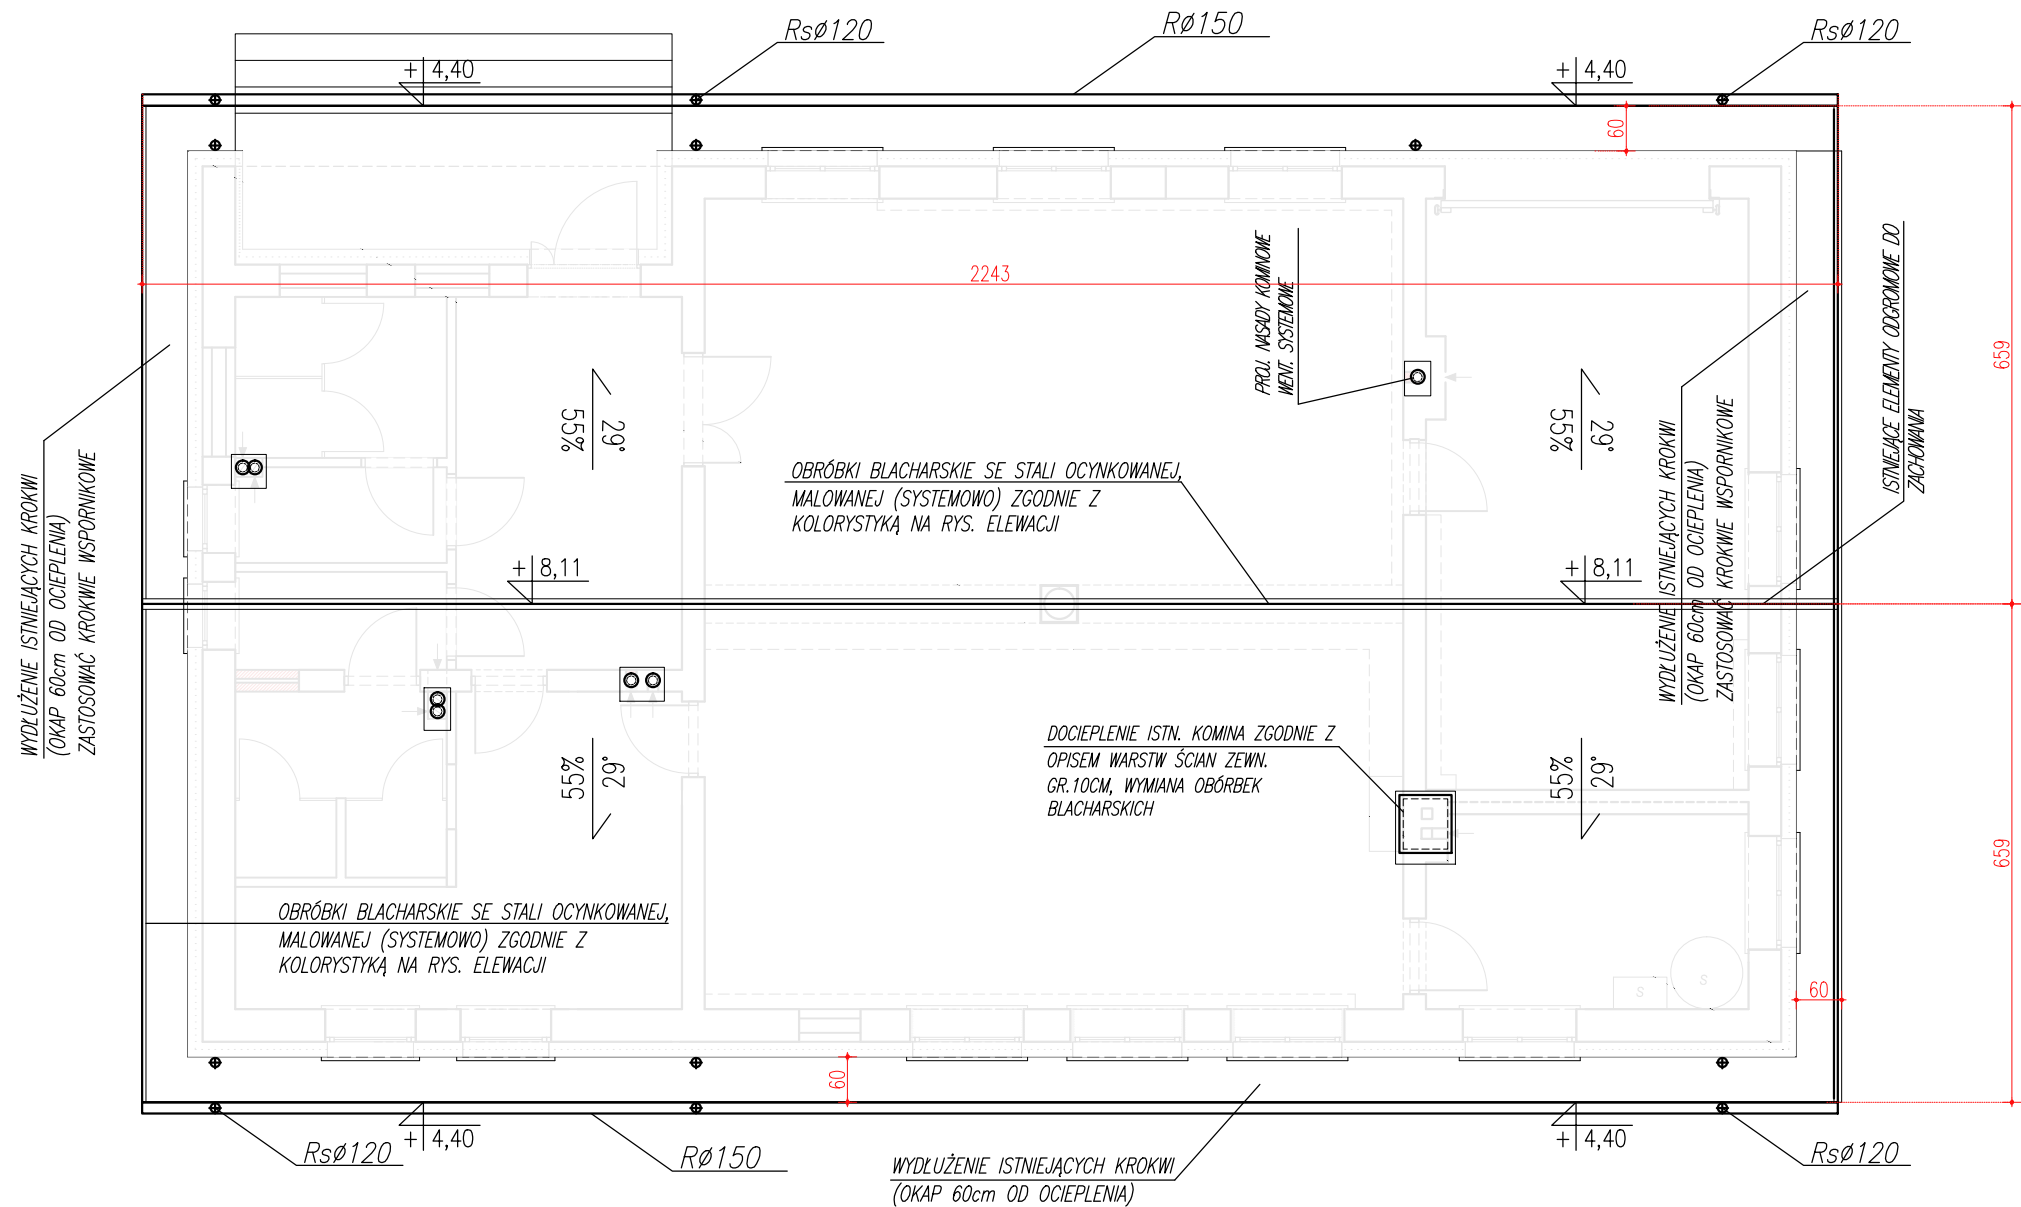 Rsø120
Rø150
Rsø120
+ 4,40
+ 4,40
60
2243
PROJ. NASADY KOMINOWE
WENT. SYSTEMOWE
ISTNIEJĄCE ELEMENTY ODGROMOWE DO
ZACHOWANIA
659
55%
29°
55%
29°
WYDŁUŻENIE ISTNIEJĄCYCH KROKWI
(OKAP 60cm OD OCIEPLENIA)
ZASTOSOWAĆ KROKWIE WSPORNIKOWE
OBRÓBKI BLACHARSKIE SE STALI OCYNKOWANEJ,
MALOWANEJ (SYSTEMOWO) ZGODNIE Z
KOLORYSTYKĄ NA RYS. ELEWACJI
WYDŁUŻENIE ISTNIEJĄCYCH KROKWI
(OKAP 60cm OD OCIEPLENIA)
ZASTOSOWAĆ KROKWIE WSPORNIKOWE
+ 8,11
+ 8,11
55%
29°
55%
29°
DOCIEPLENIE ISTN. KOMINA ZGODNIE Z
OPISEM WARSTW ŚCIAN ZEWN.
GR.10CM, WYMIANA OBÓRBEK
BLACHARSKICH
659
OBRÓBKI BLACHARSKIE SE STALI OCYNKOWANEJ,
MALOWANEJ (SYSTEMOWO) ZGODNIE Z
KOLORYSTYKĄ NA RYS. ELEWACJI
S
S
60
60
Rsø120
+ 4,40
Rø150
WYDŁUŻENIE ISTNIEJĄCYCH KROKWI
(OKAP 60cm OD OCIEPLENIA)
+ 4,40
Rsø120